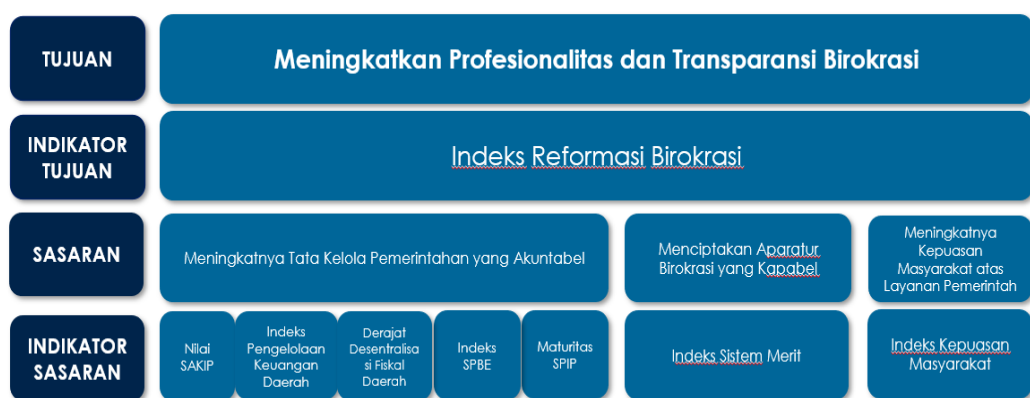 TUJUAN
Meningkatkan Profesionalitas dan Transparansi Birokrasi
INDIKATOR
TUJUAN
Indeks Reformasi Birokrasi
SASARAN
Meningkatnya Tata Kelola Pemerintahan yang Akuntabel
Menciptakan Aparatur
Birokrasi yang Kapabel
Meningkatnya
Kepuasan
Masyarakat atas
Layanan Pemerintah
INDIKATOR
SASARAN
Nilai
SAKIP
Indeks
Pengelolaan
Keuangan
Daerah
Derajat
Desentralisa
si Fiskal
Daerah
Indeks
SPBE
Maturitas
SPIP
Indeks Sistem Merit
Indeks Kepuasan
Masyarakat